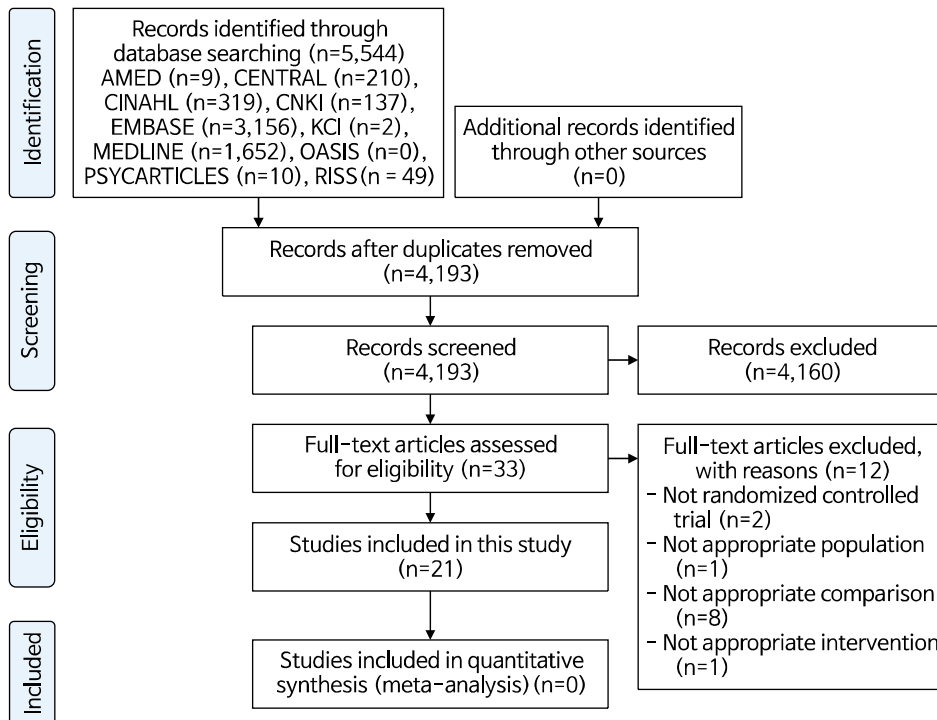 Identification
Records identified through
database searching (n=5,544)
AMED (n=9), CENTRAL (n=210),
CINAHL (n=319), CNKI (n=137),
EMBASE (n=3,156), KCI (n=2),
MEDLINE (n=1,652), OASIS (n=0),
PSYCARTICLES (n=10), RISS (n = 49)
Additional records identified
through other sources
(n=0)
Screening
Records after duplicates removed
(n=4,193)
Records screened
(n=4,193)
Records excluded
(n=4,160)
Eligibility
Full-text articles assessed
for eligibility (n=33)
Full-text articles excluded,
with reasons (n=12)
- Not randomized controlled
trial (n=2)
- Not appropriate population
(n=1)
- Not appropriate comparison
(n=8)
- Not appropriate intervention
(n=1)
Studies included in this study
(n=21)
Included
Studies included in quantitative
synthesis (meta-analysis) (n=0)